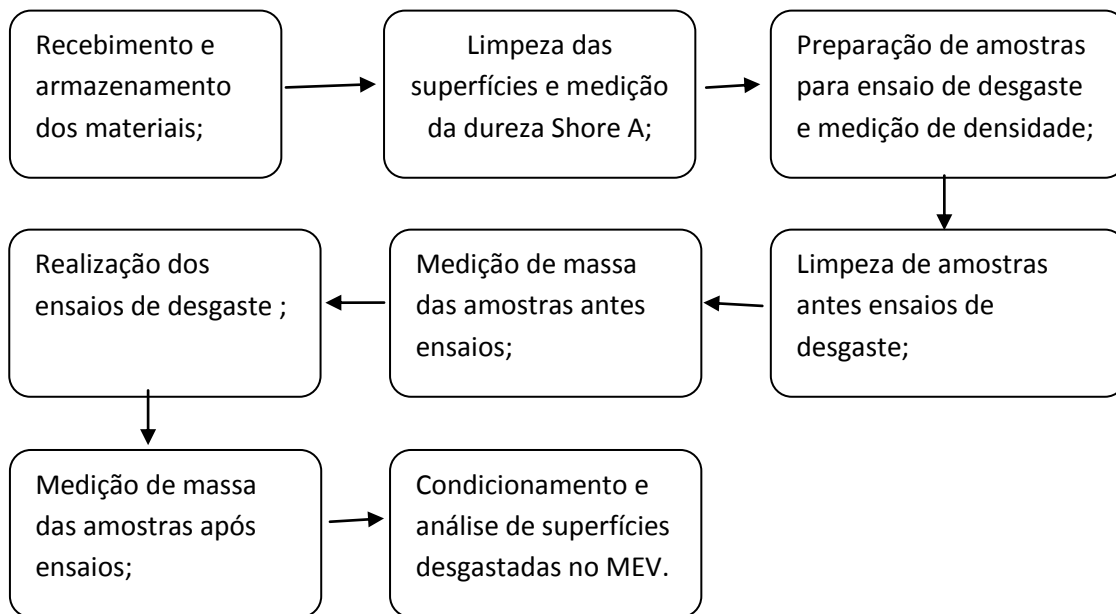 Recebimento e
armazenamento
dos materiais;
Limpeza das
superfícies e medição
da dureza Shore A;
Preparação de amostras
para ensaio de desgaste
e medição de densidade;
Limpeza de amostras
antes ensaios de
desgaste;
Medição de massa
das amostras antes
ensaios;
Realização dos
ensaios de desgaste ;
Medição de massa
das amostras após
ensaios;
Condicionamento e
análise de superfícies
desgastadas no MEV.